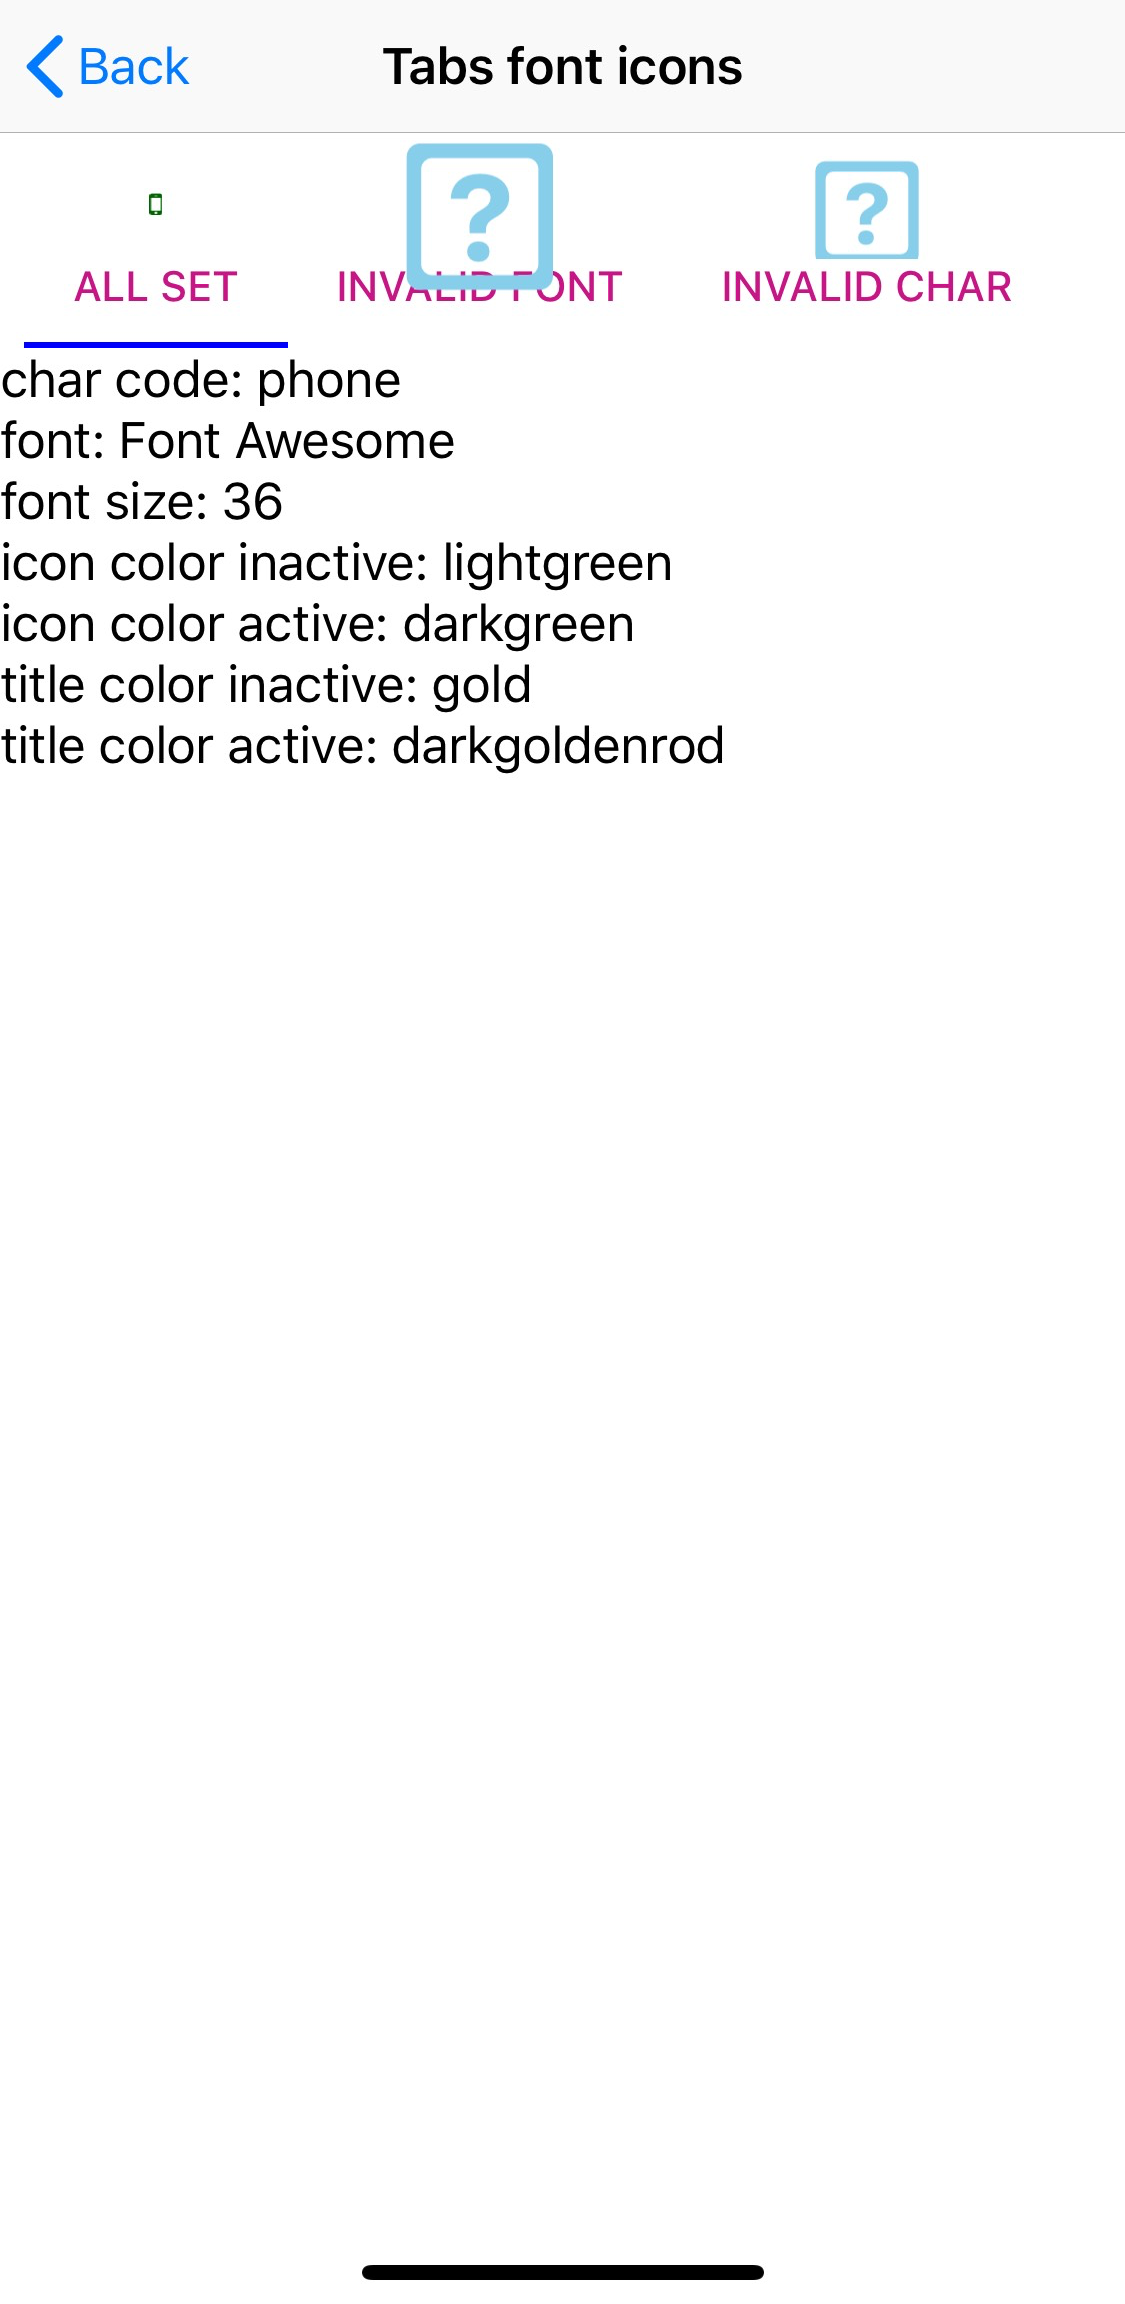 Back
Tabs font icons
?
?
ALL SET
INVALID FONT
INVALID CHAR
char code: phone
font: Font Awesome
font size: 36
icon color inactive: lightgreen
icon color active: darkgreen
title color inactive: gold
title color active: darkgoldenrod